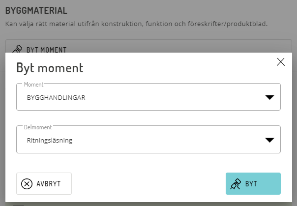 BYGGMATERIAL
Kan välja rätt material utifrån konstruktion, funktion och föreskrifter/produktblad.
BYT MOMENT
Byt moment
Moment
BYGGHANDLINGAR
Delmoment
Ritningsläsning
AVBRYT
BYT